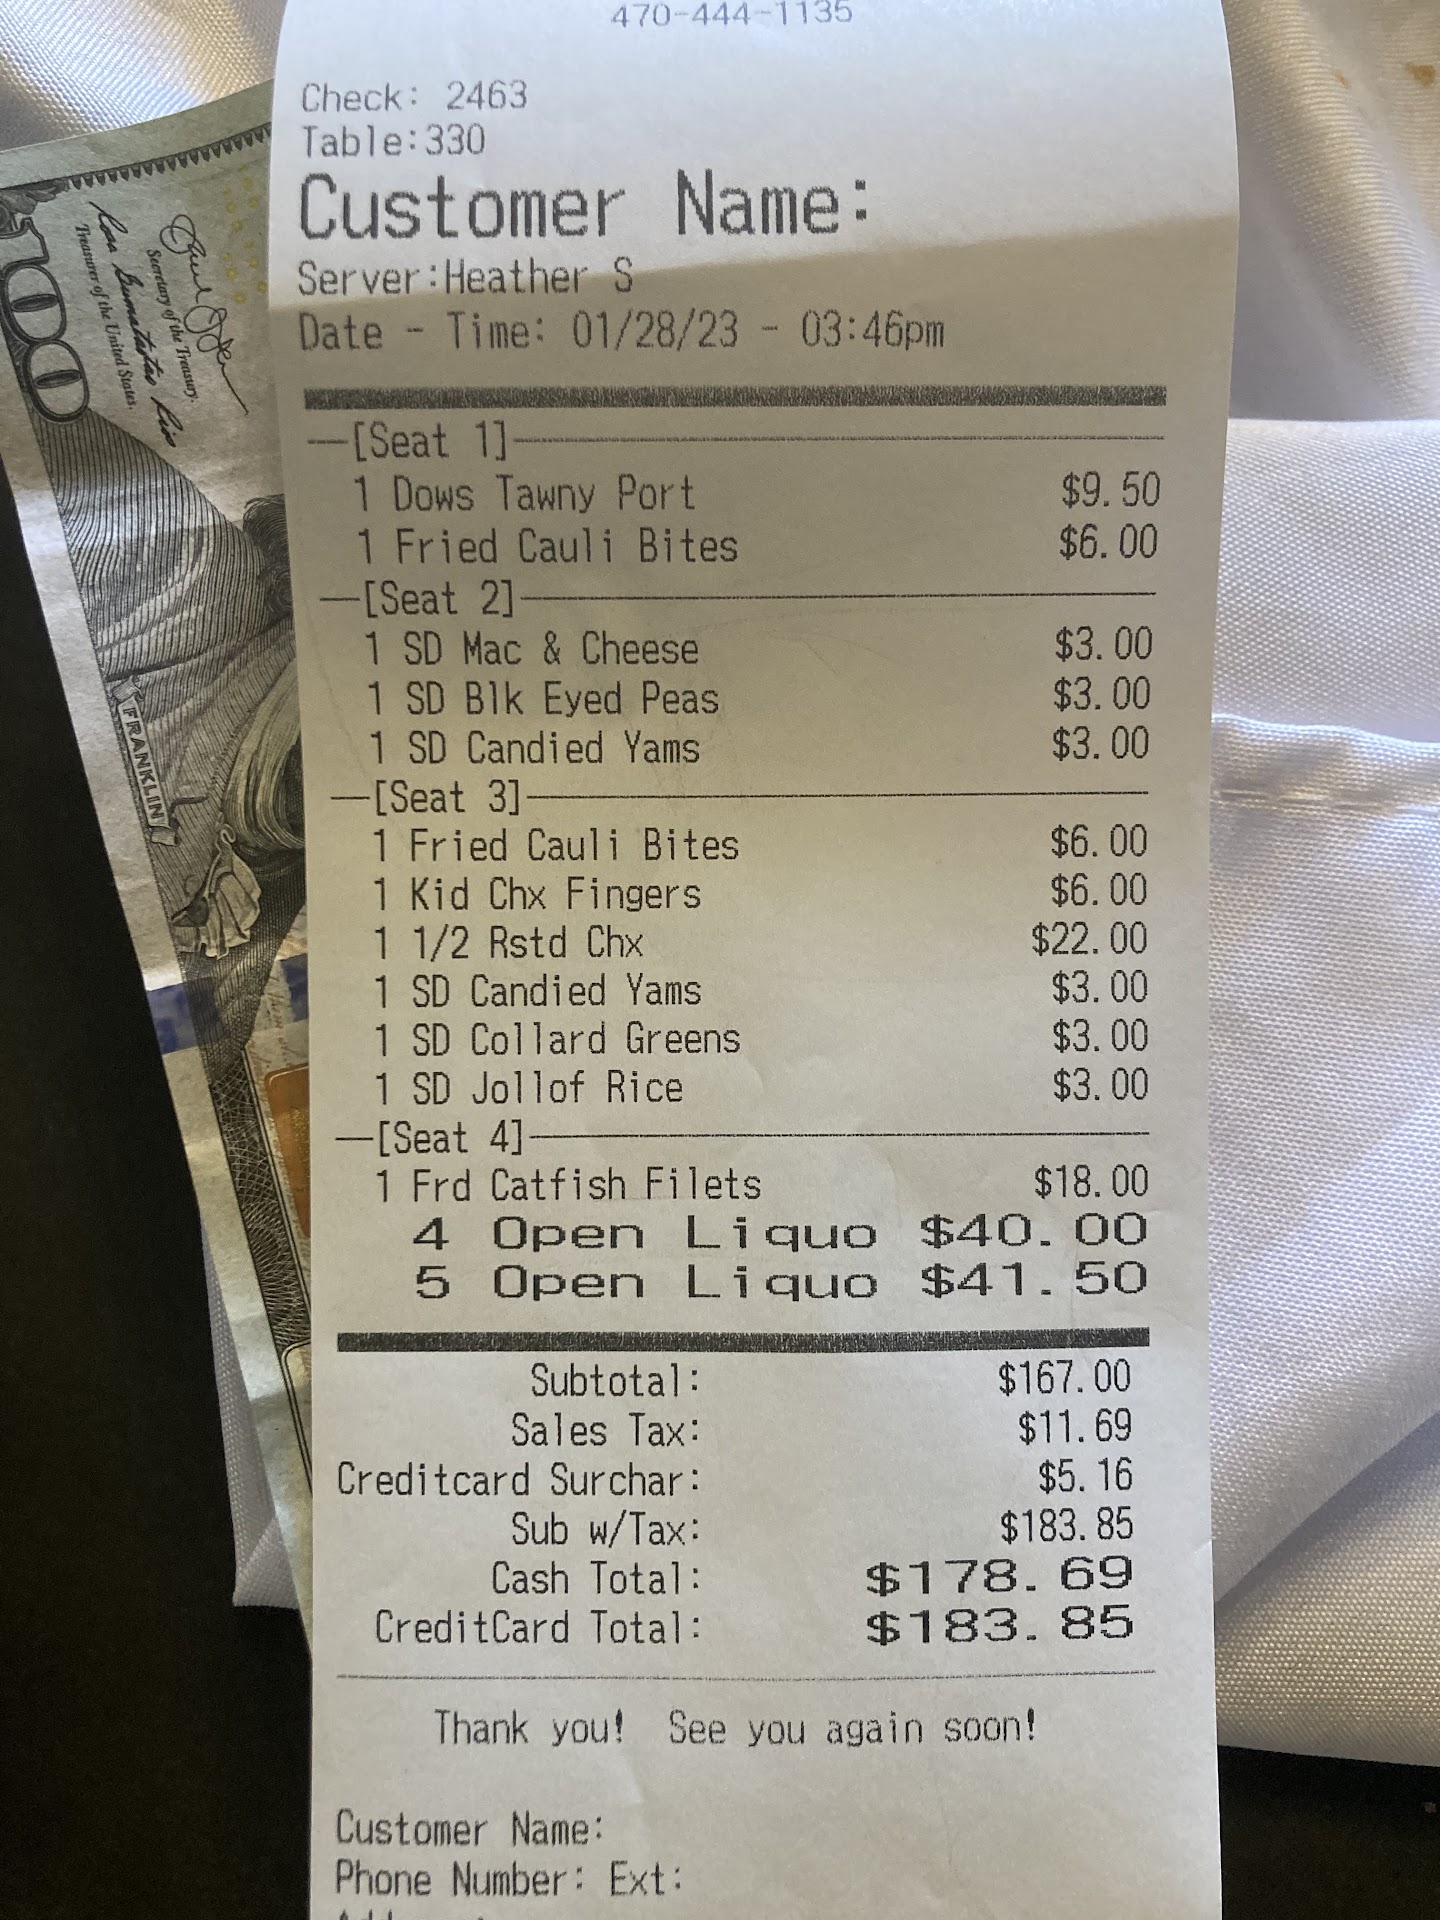 470-444-1135
Check: 2463
Table:330
Customer Name:
Server:Heather S
Date - Time: 01/28/23 - 03:46pm
[Seat 1]
1 Dows Tawny Port $9.50
1 Fried Cauli Bites $6.00
[Seat 2]
1 SD Mac & Cheese $3.00
1 SD Blk Eyed Peas $3.00
1 SD Candied Yams $3.00
[Seat 3]
1 Fried Cauli Bites $6.00
1 Kid Chx Fingers $6.00
1 1/2 Rstd Chx $22.00
1 SD Candied Yams $3.00
1 SD Collard Greens $3.00
1 SD Jollof Rice $3.00
[Seat 4]
1 Frd Catfish Filets $18.00
4 Open Liquo $40.00
5 Open Liquo $41.50
Subtotal: $167.00
Sales Tax: $11.69
Creditcard Surchar: $5.16
Sub w/Tax: $183.85
Cash Total: $178.69
CreditCard Total: $183.85
Thank you! See you again soon!
Customer Name:
Phone Number: Ext:
100
Secretary of the Treasury.
Treasurer of the United States.
FRANKLIN